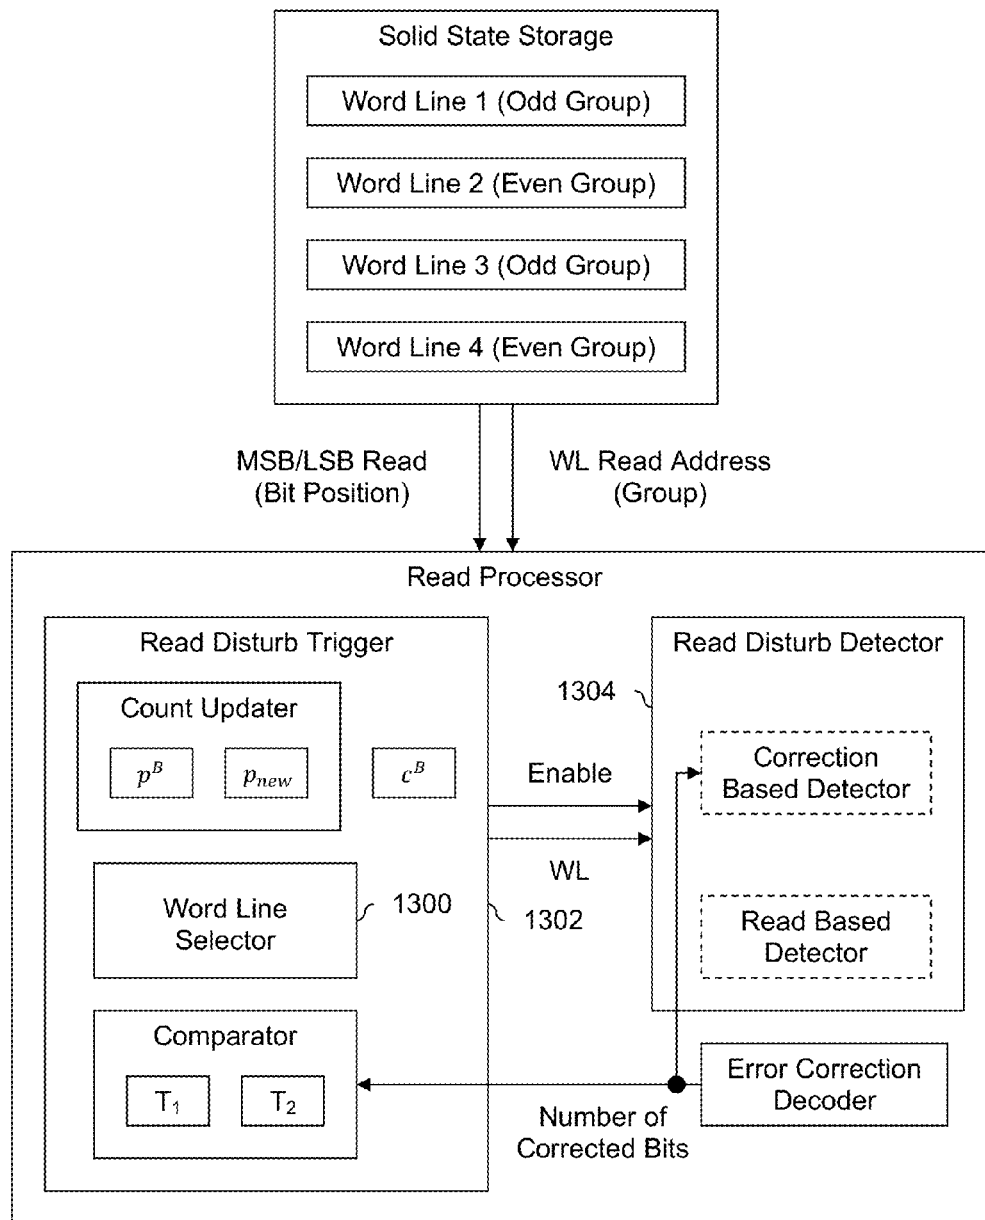 Solid State Storage
Word Line 1 (Odd Group)
Word Line 2 (Even Group)
Word Line 3 (Odd Group)
Word Line 4 (Even Group)
MSB/LSB Read
(Bit Position)
WL Read Address
(Group)
Read Processor
Read Disturb Trigger
Count Updater
p^B
p_new
c^B
Word Line
Selector
1300
Comparator
T₁
T₂
Enable
WL
1302
1304
Read Disturb Detector
Correction
Based Detector
Read Based
Detector
Error Correction
Decoder
Number of
Corrected Bits